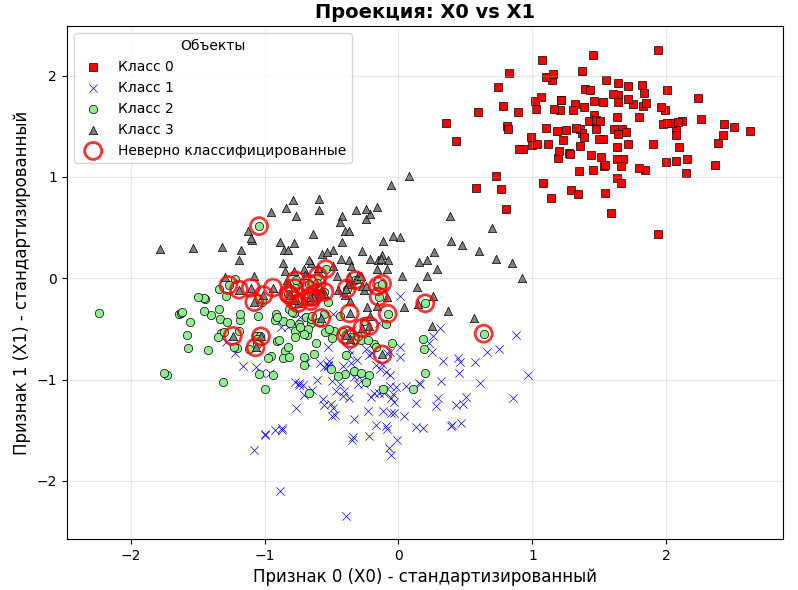 Проекция: X0 vs X1
Объекты
Класс 0
Класс 1
Класс 2
Класс 3
Неверно классифицированные
Признак 1 (X1) - стандартизированный
2
1
0
−1
−2
−2
−1
0
1
2
Признак 0 (X0) - стандартизированный